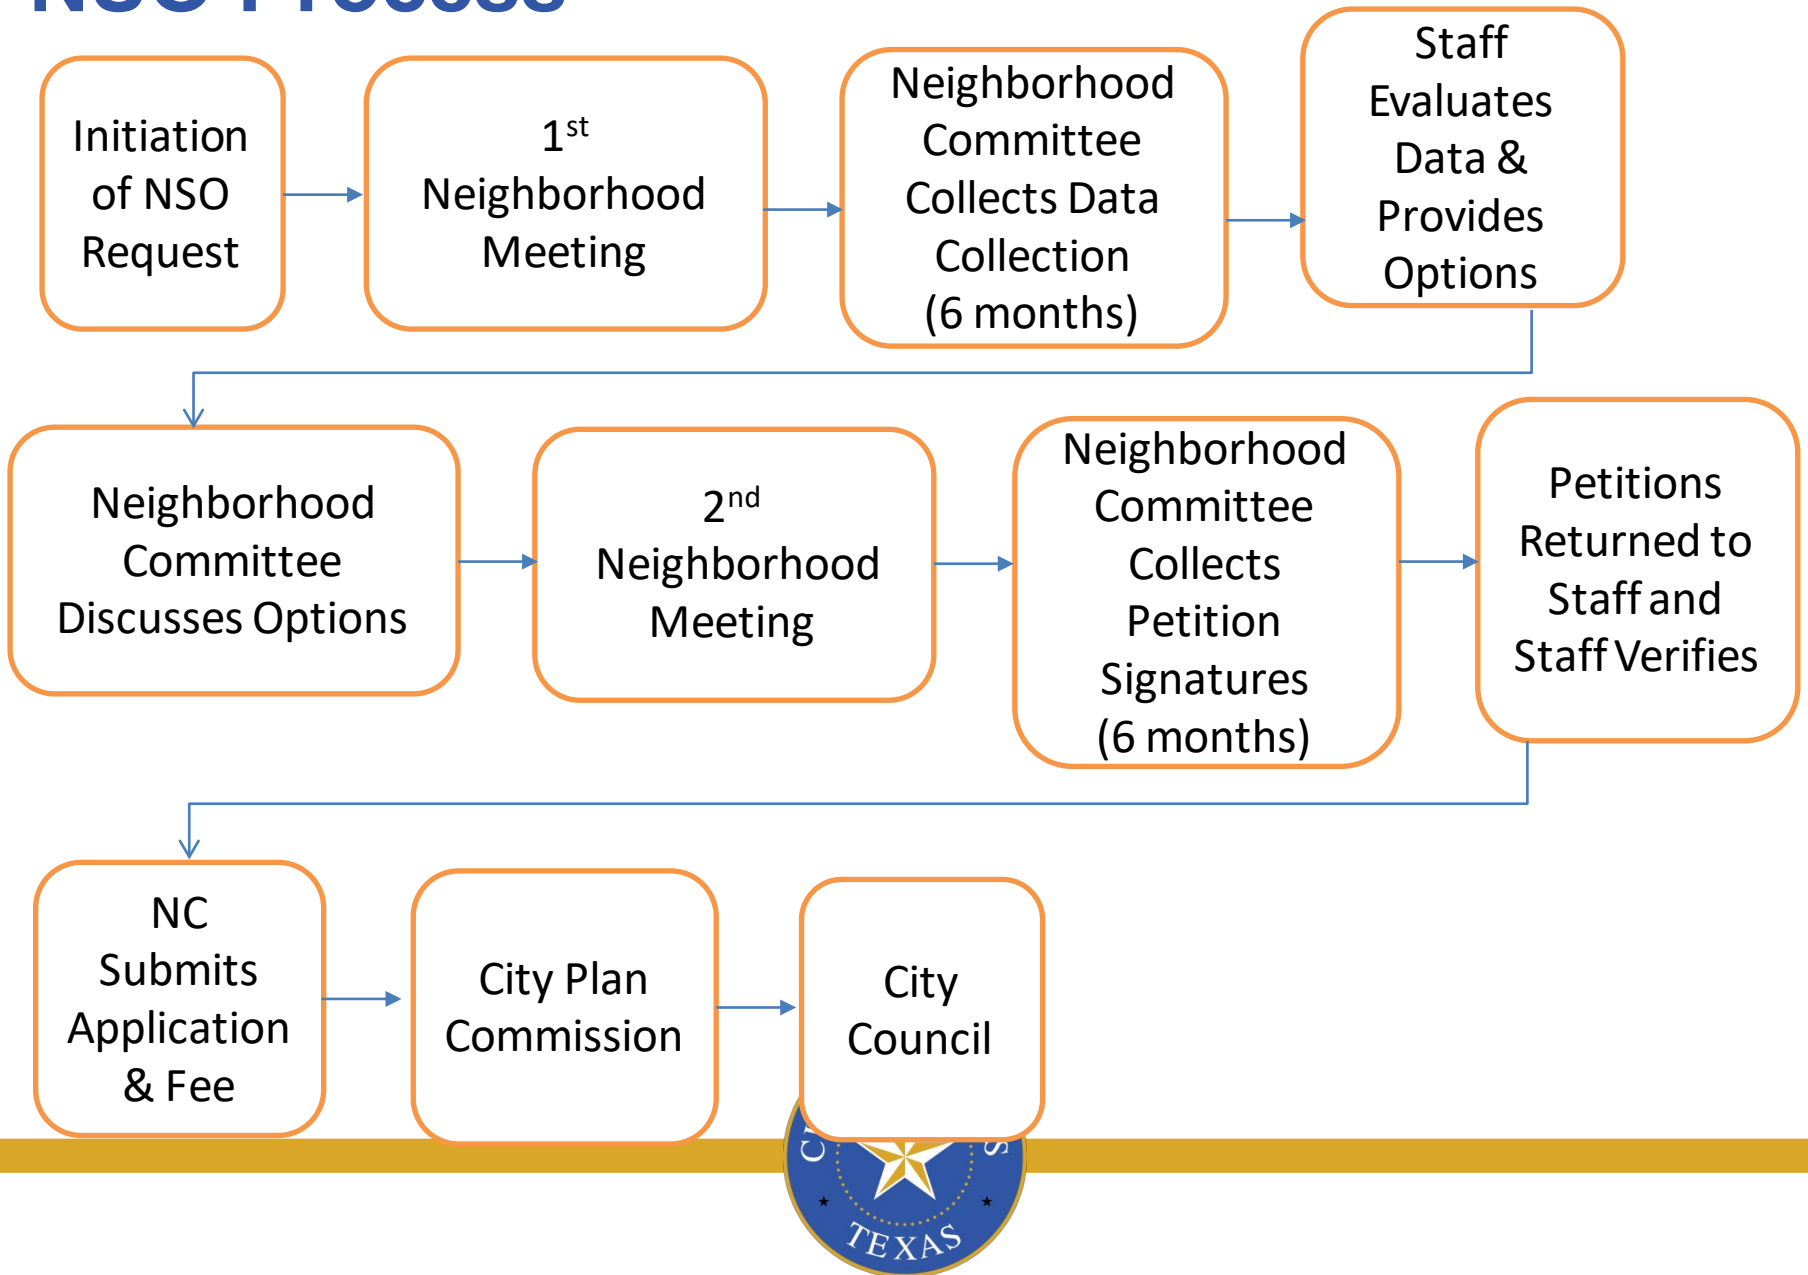 NSO Process
Initiation
of NSO
Request
1st
Neighborhood
Meeting
Neighborhood
Committee
Collects Data
Collection
(6 months)
Staff
Evaluates
Data &
Provides
Options
Neighborhood
Committee
Discusses Options
2nd
Neighborhood
Meeting
Neighborhood
Committee
Collects
Petition
Signatures
(6 months)
Petitions
Returned to
Staff and
Staff Verifies
NC
Submits
Application
& Fee
City Plan
Commission
City
Council
TEXAS